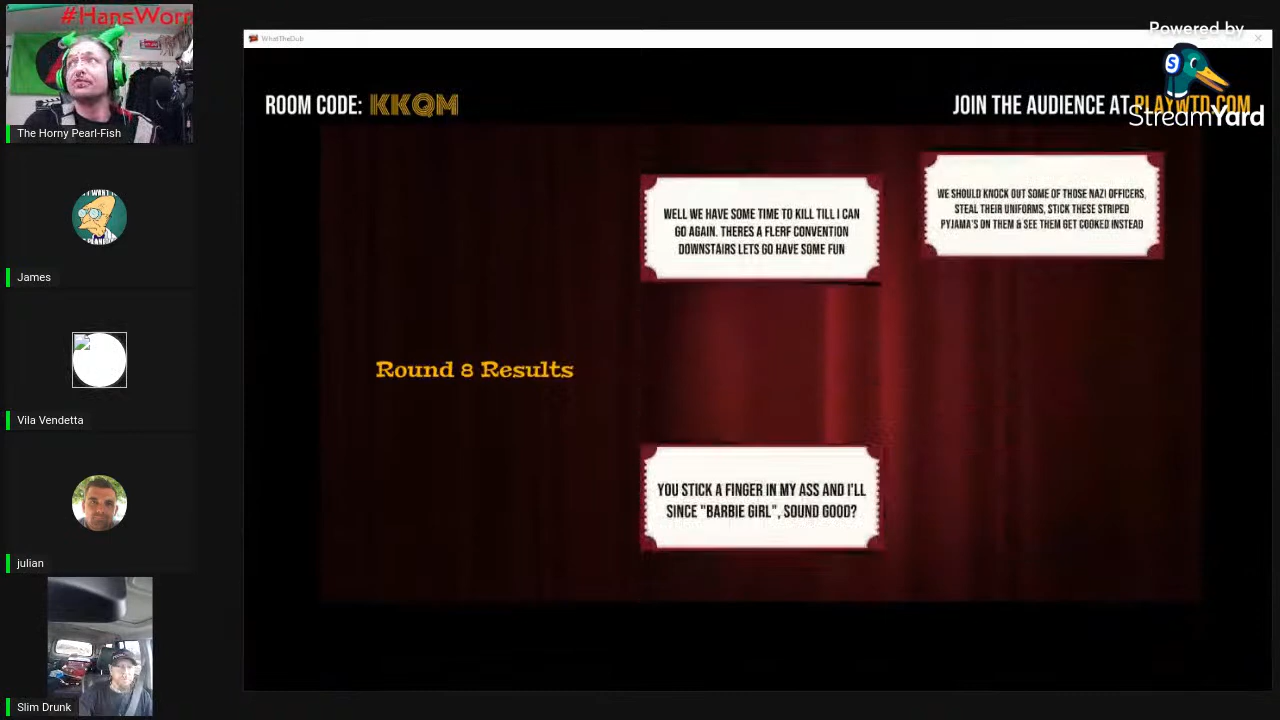 #HansWorm
The Horny Pearl-Fish
James
Vila Vendetta
julian
Slim Drunk
WhatTheDub
ROOM CODE: KKQM
JOIN THE AUDIENCE AT PLAYWTD.COM
Powered by
StreamYard
WELL WE HAVE SOME TIME TO KILL TILL I CAN
GO AGAIN. THERES A FLERF CONVENTION
DOWNSTAIRS LETS GO HAVE SOME FUN
WE SHOULD KNOCK OUT SOME OF THOSE NAZI OFFICERS,
STEAL THEIR UNIFORMS, STICK THESE STRIPED
PYJAMA'S ON THEM & SEE THEM GET COOKED INSTEAD
Round 8 Results
YOU STICK A FINGER IN MY ASS AND I'LL
SINCE "BARBIE GIRL", SOUND GOOD?